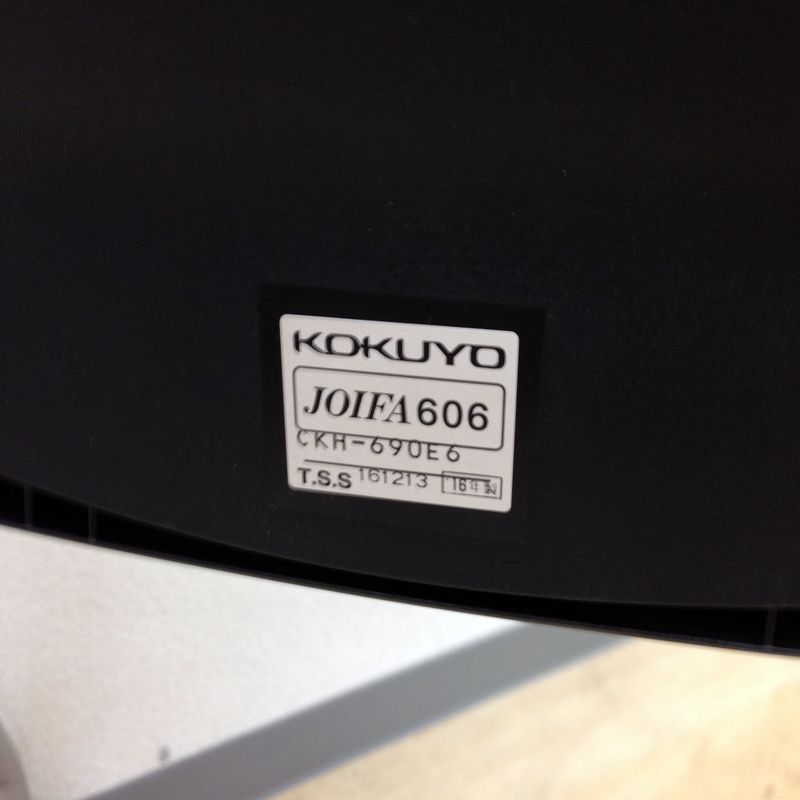 KOKUYO
JOIFA 606
CKH-690E6
T.S.S 161213 16年製